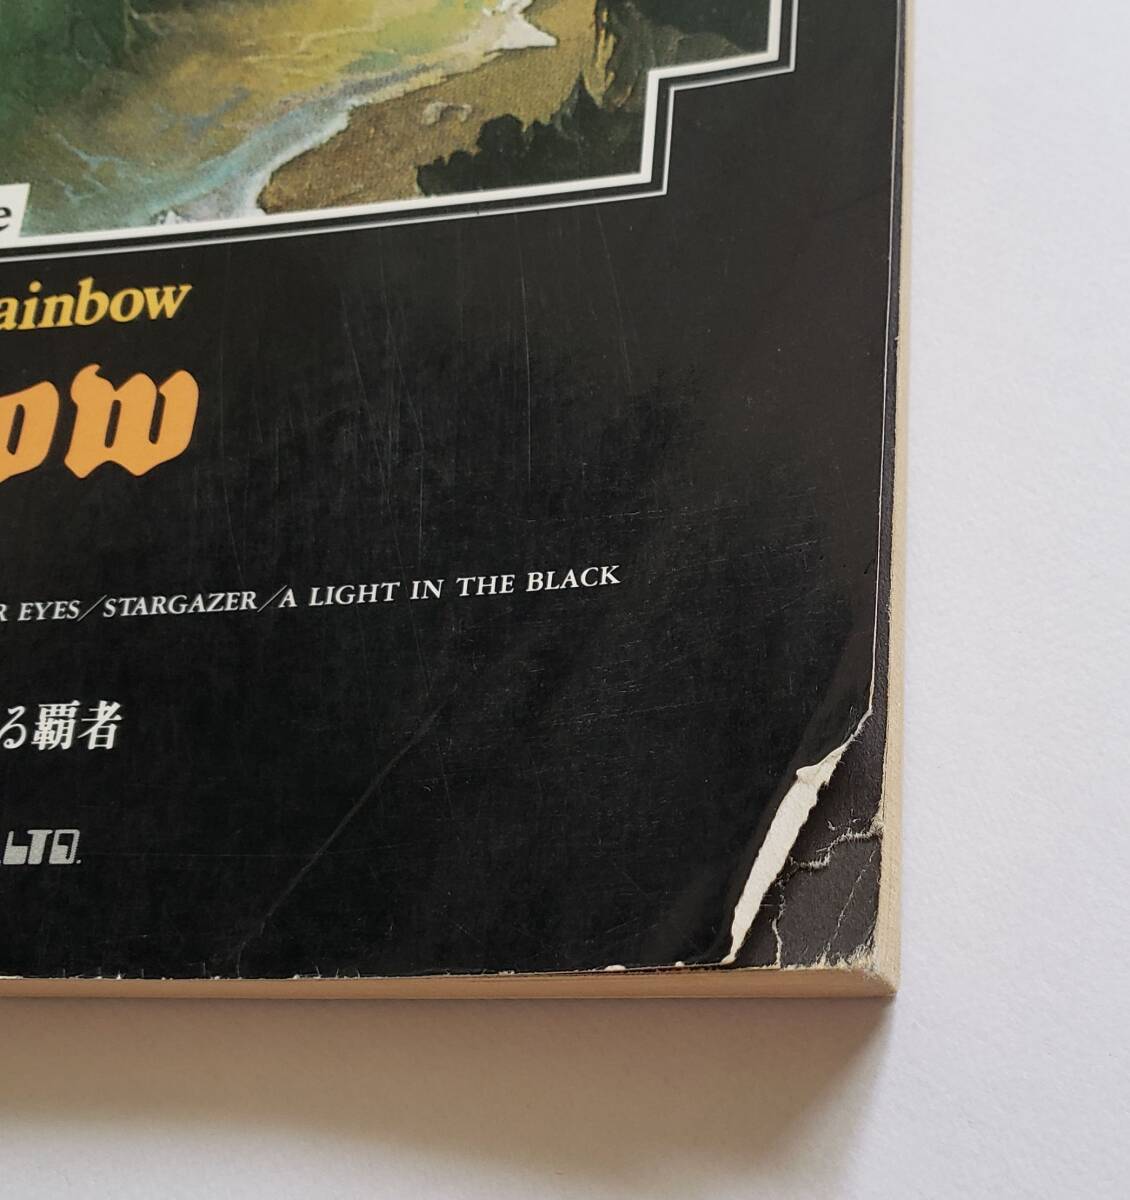 e
ainbow
ow
R EYES/STARGAZER/A LIGHT IN THE BLACK
る覇者
LTD.